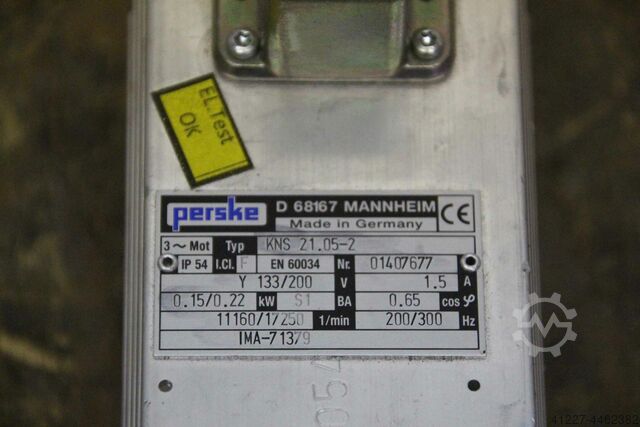 EL.Test
OK
perske D 68167 MANNHEIM CE
Made in Germany
3~Mot Typ KNS 21.05-2
IP 54 I.Cl. F EN 60034 Nr. 01407677
Y 133/200 V 1.5 A
0.15/0.22 kW S1 BA 0.65 cos φ
11160/17250 1/min 200/300 Hz
IMA-71379
054
41227-4462382